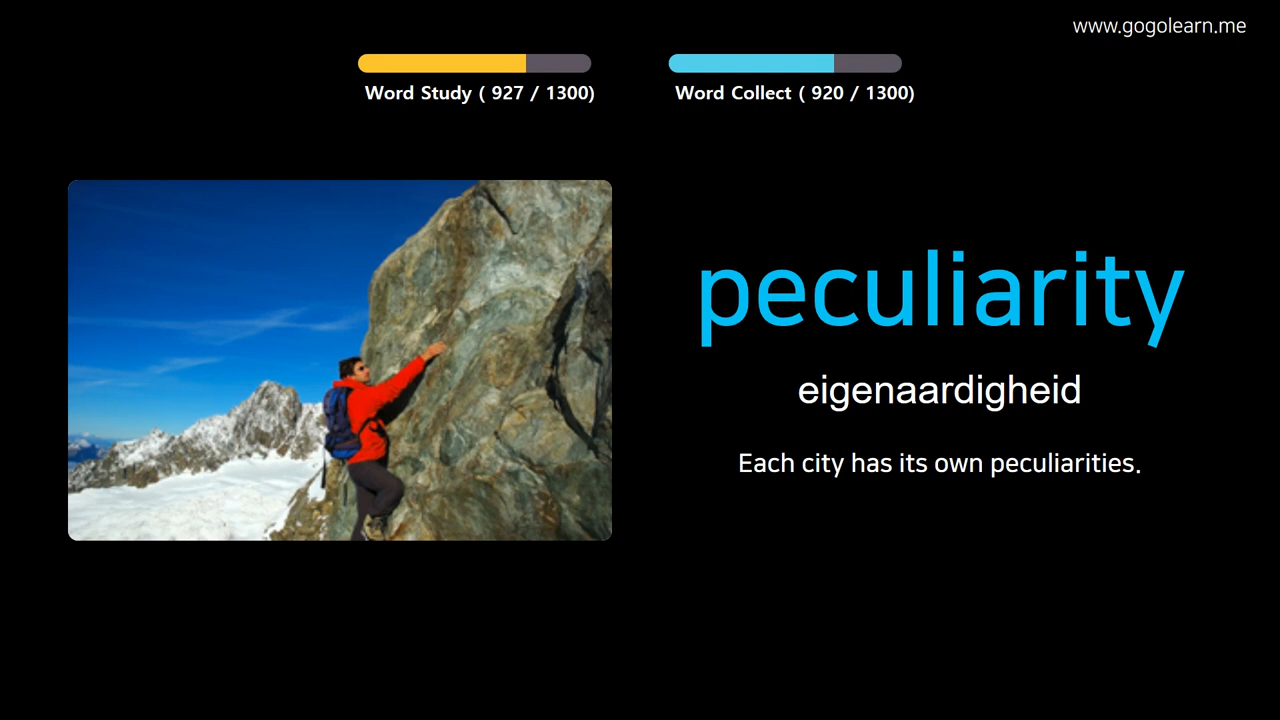 www.gogolearn.me
Word Study ( 927 / 1300)
Word Collect ( 920 / 1300)
peculiarity
eigenaardigheid
Each city has its own peculiarities.